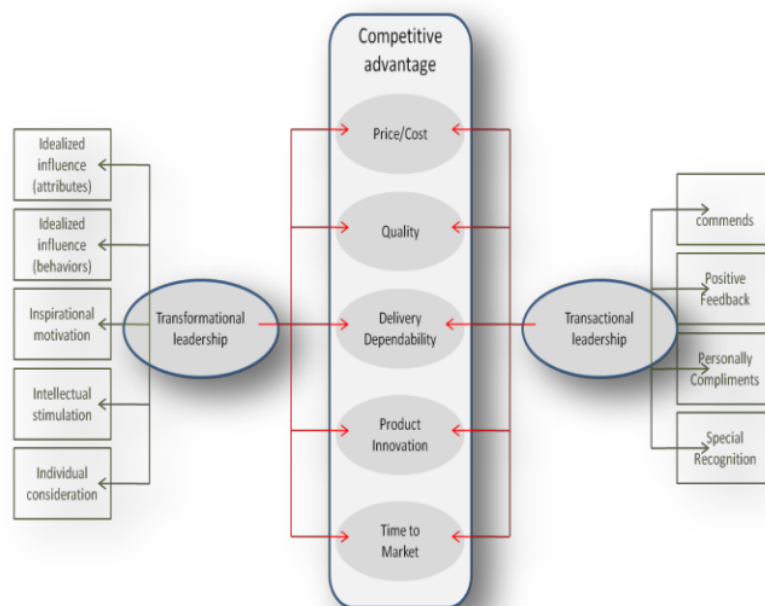 Competitive
advantage
Idealized
influence
(attributes)
Idealized
influence
(behaviors)
Inspirational
motivation
Intellectual
stimulation
Individual
consideration
Transformational
leadership
Price/Cost
Quality
Delivery
Dependability
Product
Innovation
Time to
Market
Transactional
leadership
commends
Positive
Feedback
Personally
Compliments
Special
Recognition